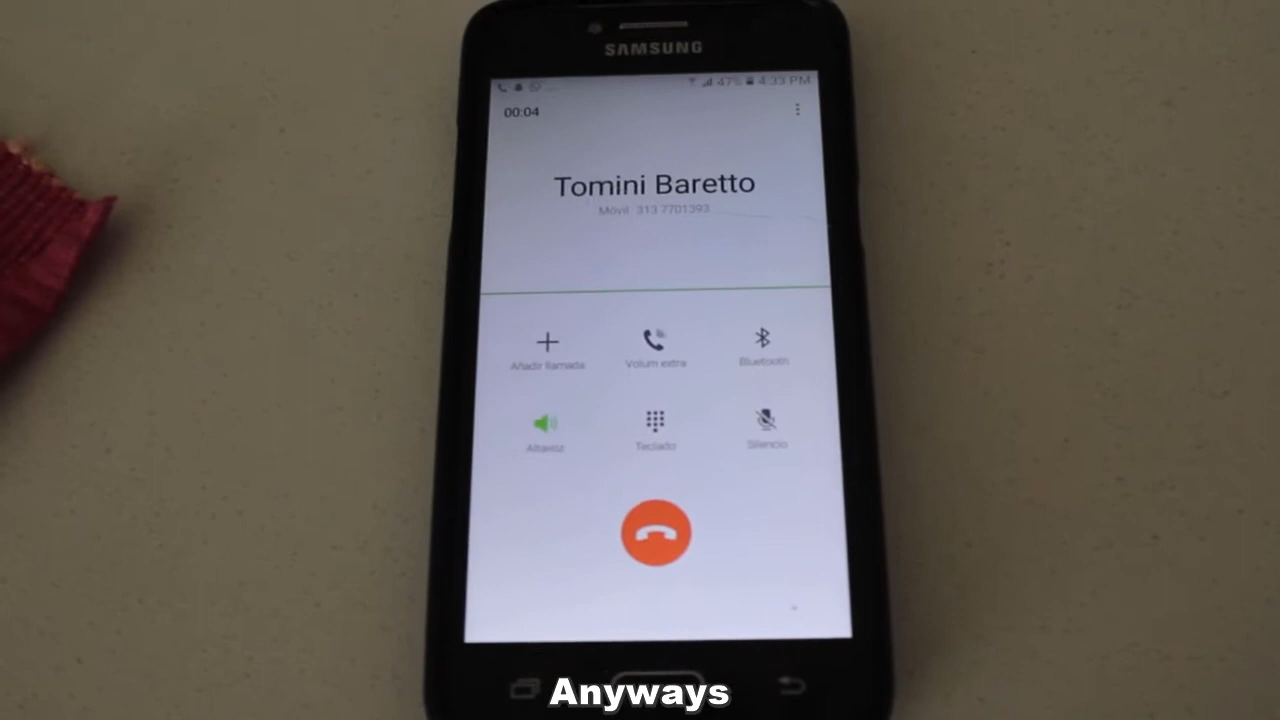 SAMSUNG
47% 4:33 PM
00:04
Tomini Baretto
Móvil 313 7701393
Añadir llamada
Volum extra
Bluetooth
Altavoz
Teclado
Silencio
Anyways